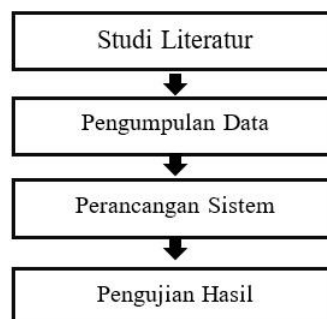 Studi Literatur
Pengumpulan Data
Perancangan Sistem
Pengujian Hasil